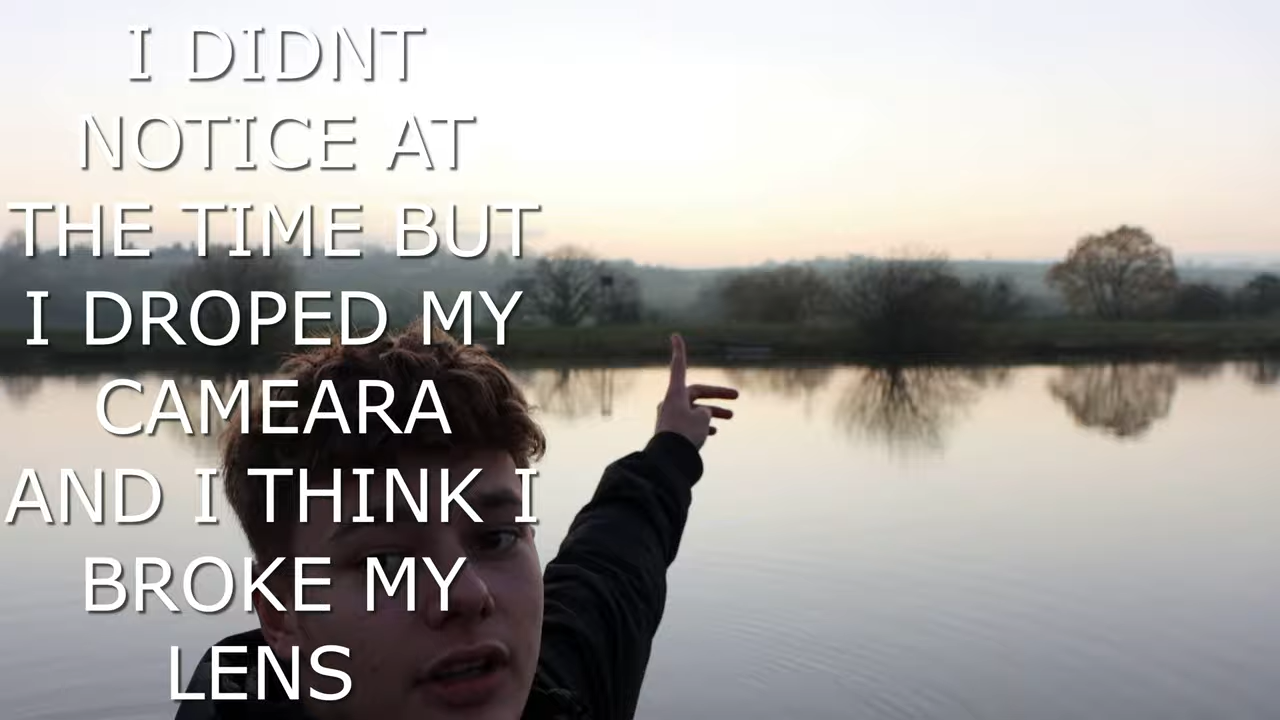 I DIDNT
NOTICE AT
THE TIME BUT
I DROPED MY
CAMEARA
AND I THINK I
BROKE MY
LENS